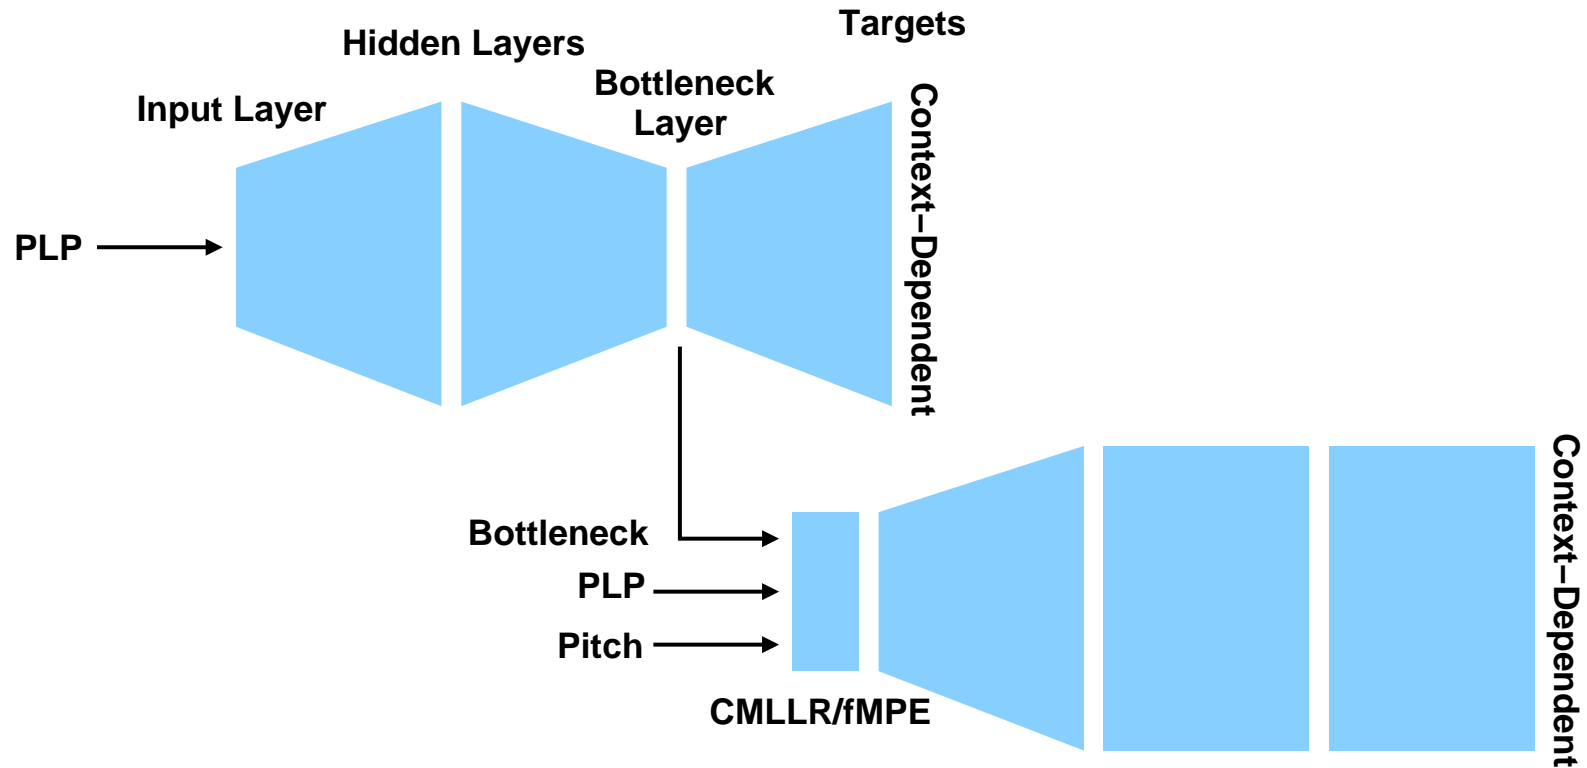 Targets
Hidden Layers
Bottleneck
Layer
Input Layer
Context–Dependent
PLP
Bottleneck
PLP
Pitch
CMLLR/fMPE
Context–Dependent